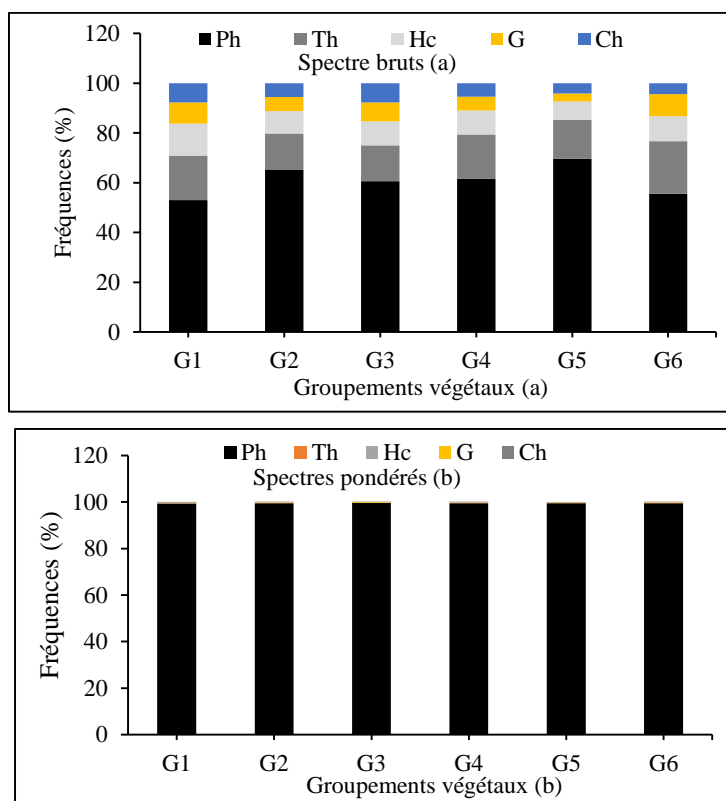 120
Ph Th Hc G Ch
Spectre bruts (a)
100
80
60
40
20
0
Fréquences (%)
G1 G2 G3 G4 G5 G6
Groupements végétaux (a)
120
Ph Th Hc G Ch
Spectres pondérés (b)
100
80
60
40
20
0
Fréquences (%)
G1 G2 G3 G4 G5 G6
Groupements végétaux (b)